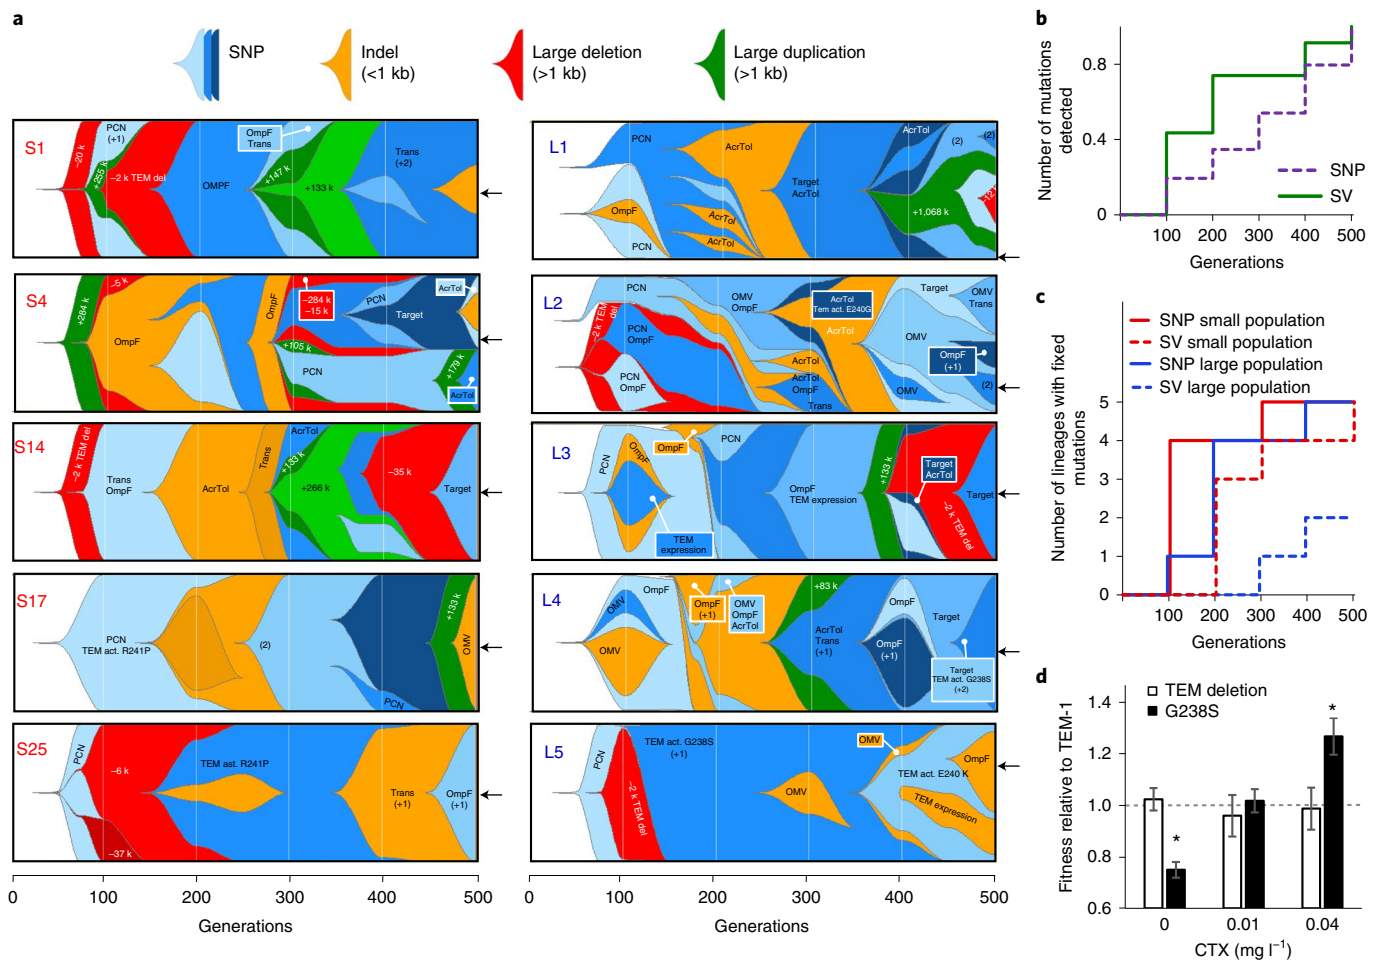 a
SNP
Indel
(<1 kb)
Large deletion
(>1 kb)
Large duplication
(>1 kb)
S1
–20 k
PCN
(+1)
+255 k
–2 k TEM del
OMPF
OmpF
Trans
+147 k
+133 k
Trans
(+2)
S4
+284 k
–5 k
OmpF
OmpF
–284 k
–15 k
+105 k
PCN
PCN
Target
AcrTol
+179 k
AcrTol
S14
–2 k TEM del
Trans
OmpF
AcrTol
Trans
AcrTol
+133 k
+266 k
–35 k
Target
S17
PCN
TEM act. R241P
(2)
PCN
+133 k
OMV
S25
PCN
–6 k
–37 k
TEM ast. R241P
Trans
(+1)
OmpF
(+1)
0
100
200
300
400
500
Generations
L1
PCN
OmpF
PCN
AcrTol
AcrTol
AcrTol
Target
AcrTol
AcrTol
(2)
(2)
+1,068 k
–12 k
L2
PCN
–2 k TEM
del
PCN
OmpF
PCN
OmpF
OMV
OmpF
AcrTol
Tem act. E240G
AcrTol
AcrTol
AcrTol
OmpF
Trans
Target
OMV
Trans
OMV
OmpF
(+1)
OMV
(2)
L3
PCN
OmpF
OmpF
PCN
TEM
expression
OmpF
TEM expression
+133 k
Target
AcrTol
–2 k TEM del
Target
L4
OMV
OMV
OmpF
OmpF
(+1)
OMV
OmpF
AcrTol
+83 k
AcrTol
Trans
(+1)
OmpF
OmpF
(+1)
Target
Target
TEM act. G238S
(+2)
L5
PCN
–2 k TEM del
TEM act. G238S
(+1)
OMV
OMV
TEM act. E240 K
OmpF
TEM expression
0
100
200
300
400
500
Generations
b
Number of mutations
detected
0.8
0.4
0
SNP
SV
100
200
300
400
500
Generations
c
SNP small population
SV small population
SNP large population
SV large population
Number of lineages with fixed
mutations
5
4
3
2
1
0
100
200
300
400
500
Generations
d
TEM deletion
G238S
Fitness relative to TEM-1
1.4
1.2
1.0
0.8
0.6
*
*
0
0.01
0.04
CTX (mg l⁻¹)